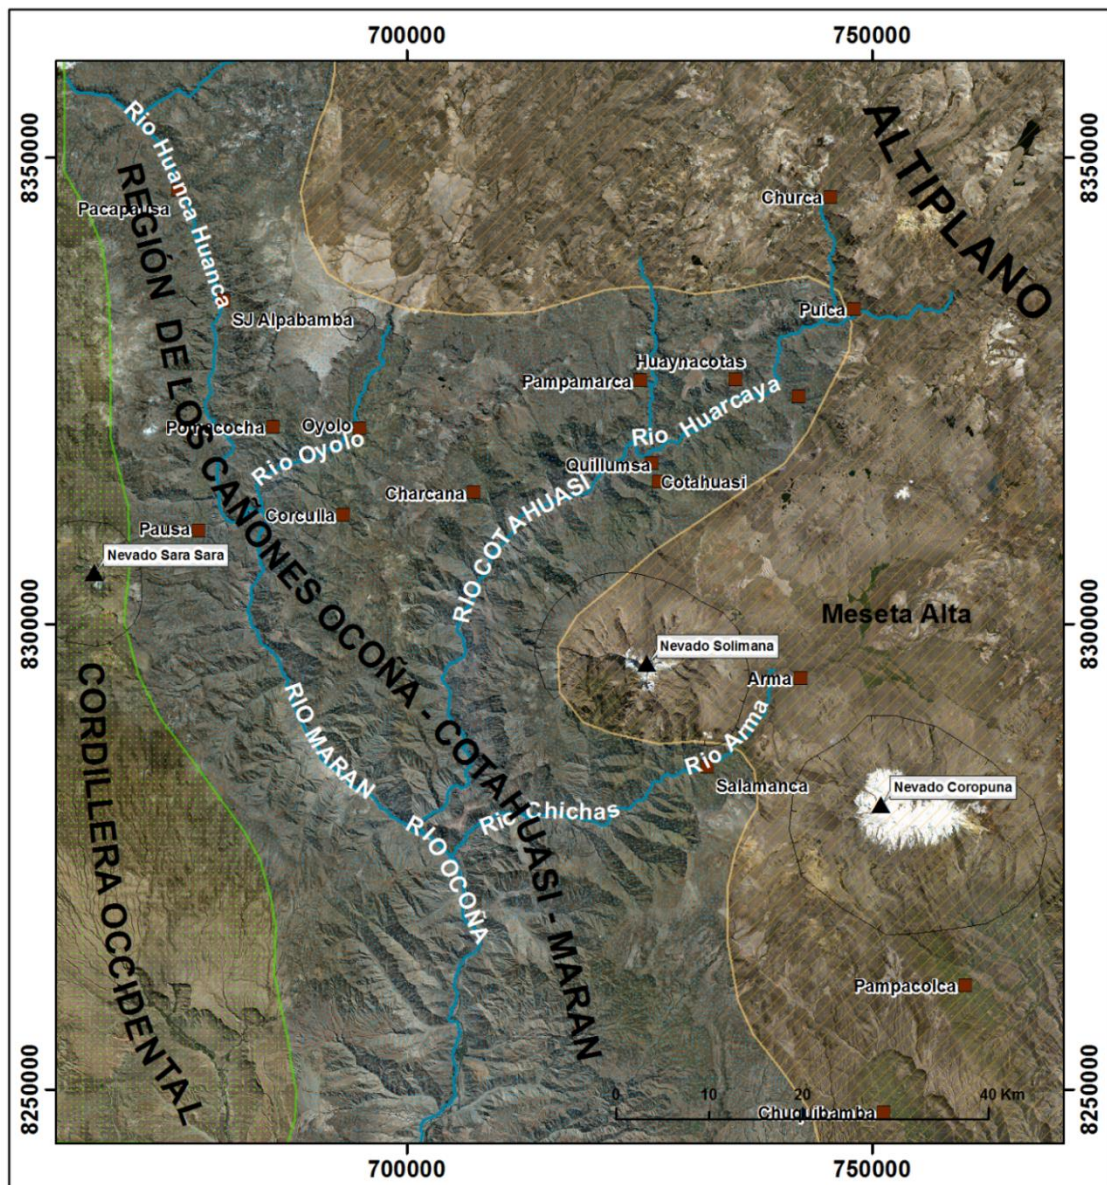 700000
750000
8350000
8350000
Rio Huanca Huanca
ALTIPLANO
REGIÓN DE LOS CAÑONES OCOÑA - COTAHUASI - MARAN
Pacapausa
Churca
SJ Alpabamba
Puica
Huaynacotas
Pampamarca
Rio Huarcaya
Pomacocha
Oyolo
Rio Oyolo
Quillumsa
Cotahuasi
Charcana
Corculla
Pausa
RIO COTAHUASI
Nevado Sara Sara
8300000
8300000
Meseta Alta
Nevado Solimana
Arma
CORDILLERA OCCIDENTAL
RIO MARAN
Rio Arma
Salamanca
Nevado Coropuna
Rio Chichas
RIO OCOÑA
Pampacolca
8250000
8250000
0 10 20 40 Km
Chuquibamba
700000
750000